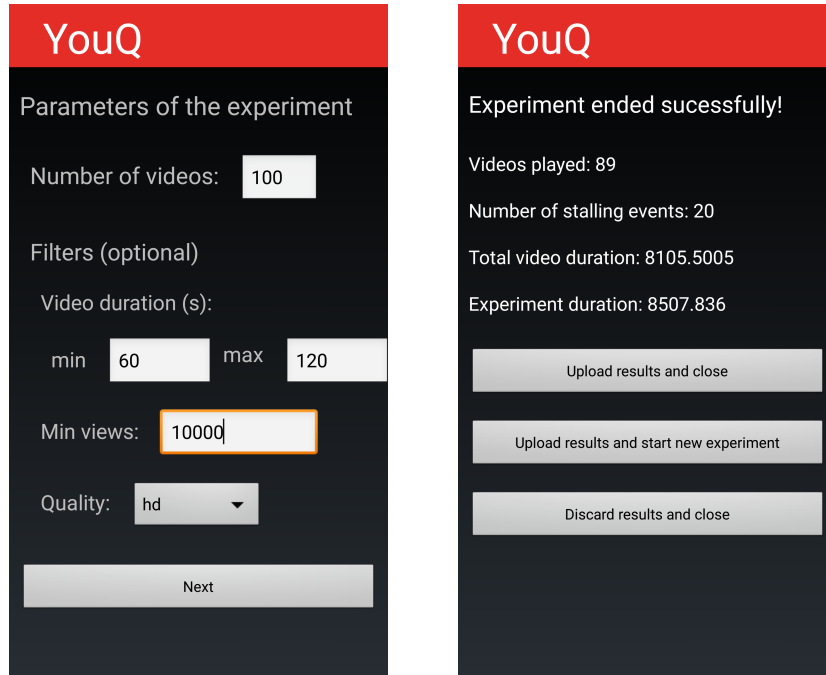 YouQ
Parameters of the experiment
Number of videos: 100
Filters (optional)
Video duration (s):
min 60 max 120
Min views: 10000
Quality: hd
Next
YouQ
Experiment ended sucessfully!
Videos played: 89
Number of stalling events: 20
Total video duration: 8105.5005
Experiment duration: 8507.836
Upload results and close
Upload results and start new experiment
Discard results and close